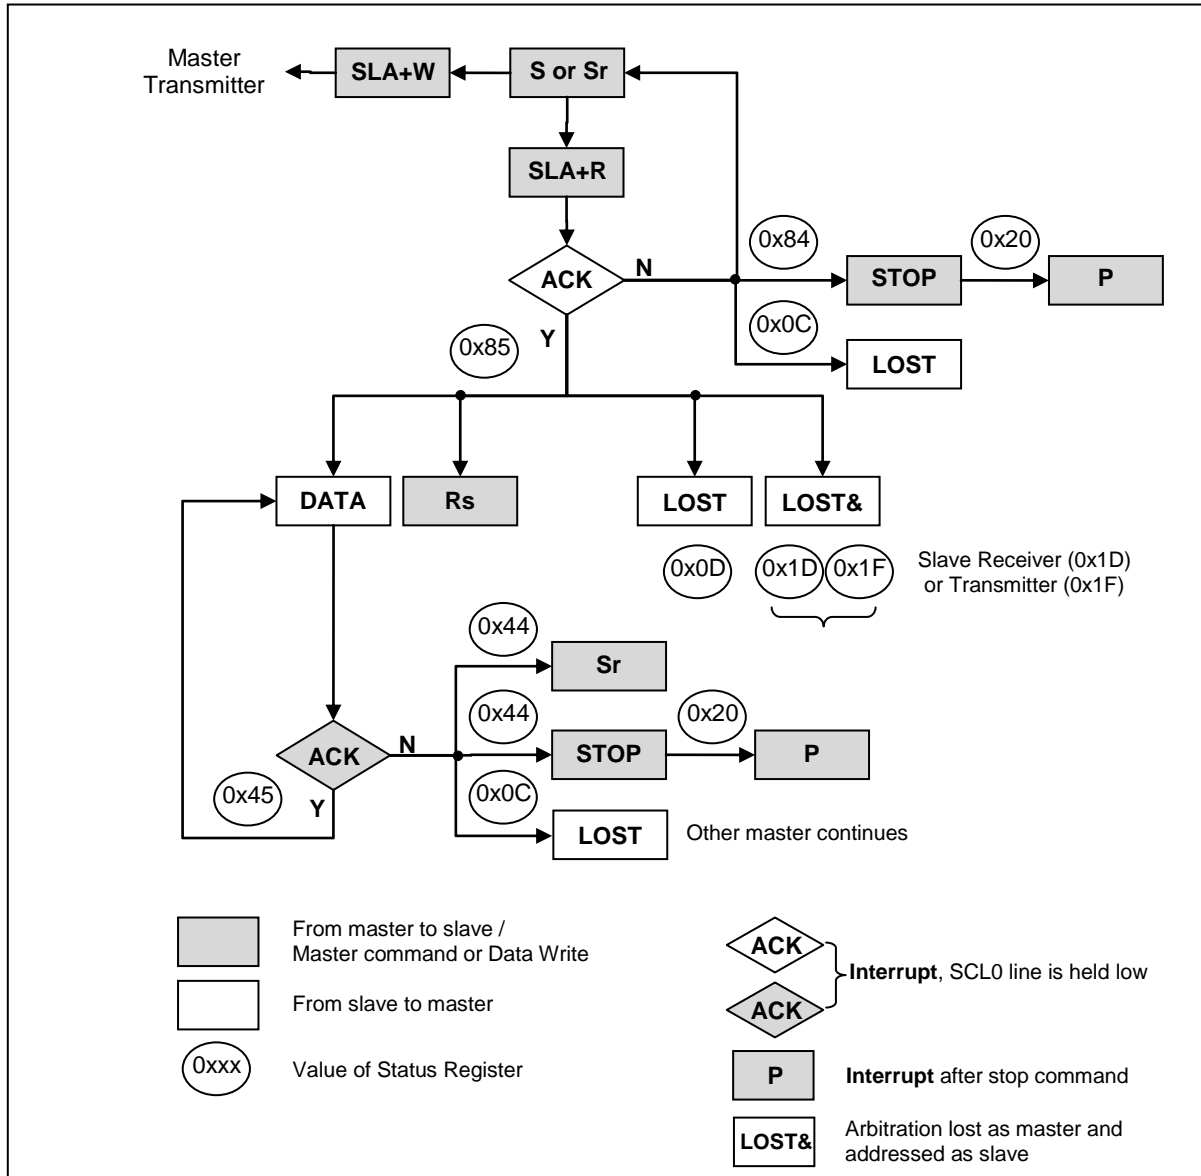 Master
Transmitter
SLA+W
S or Sr
SLA+R
ACK
N
Y
0x84
STOP
0x20
P
0x0C
LOST
0x85
DATA
Rs
LOST
LOST&
0x0D
0x1D
0x1F
Slave Receiver (0x1D)
or Transmitter (0x1F)
0x44
Sr
ACK
N
0x44
STOP
0x20
P
0x45
Y
0x0C
LOST
Other master continues
From master to slave /
Master command or Data Write
From slave to master
0xxx
Value of Status Register
ACK
Interrupt, SCL0 line is held low
ACK
P
Interrupt after stop command
LOST&
Arbitration lost as master and
addressed as slave